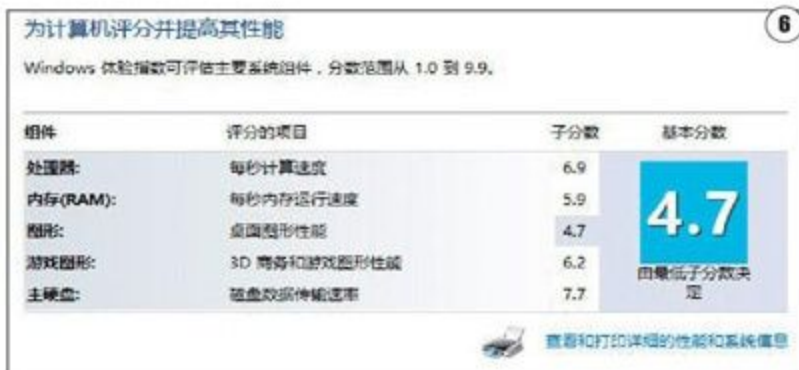 为计算机评分并提高其性能
6
Windows 体验指数可评估主要系统组件，分数范围从 1.0 到 9.9。
组件 评分的项目 子分数 基本分数
处理器: 每秒计算速度 6.9
内存(RAM): 每秒内存运行速度 5.9
图形: 桌面图形性能 4.7
游戏图形: 3D 商务和游戏图形性能 6.2
主硬盘: 磁盘数据传输速率 7.7
4.7
由最低子分数决
定
查看和打印详细的性能和系统信息